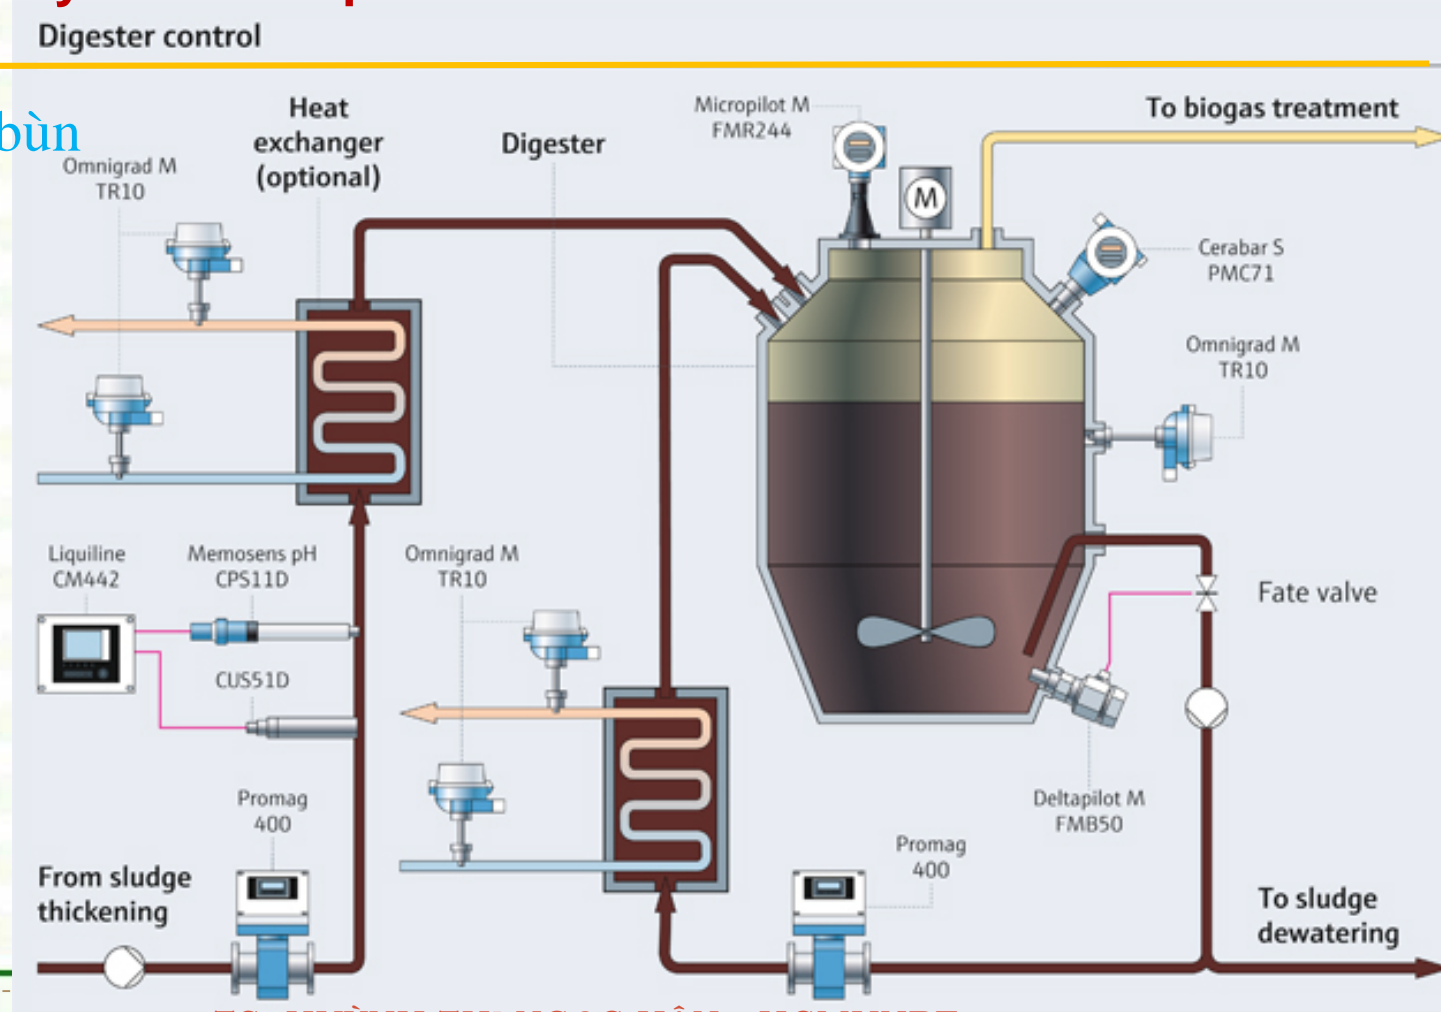 Digester control
bùn
Heat
exchanger
(optional)
Digester
Micropilot M
FMR244
To biogas treatment
Omnigrad M
TR10
M
Cerabar S
PMC71
Omnigrad M
TR10
Liquiline
CM442
Memosens pH
CPS11D
Omnigrad M
TR10
Fate valve
CUS51D
Promag
400
Deltapilot M
FMB50
Promag
400
From sludge
thickening
To sludge
dewatering